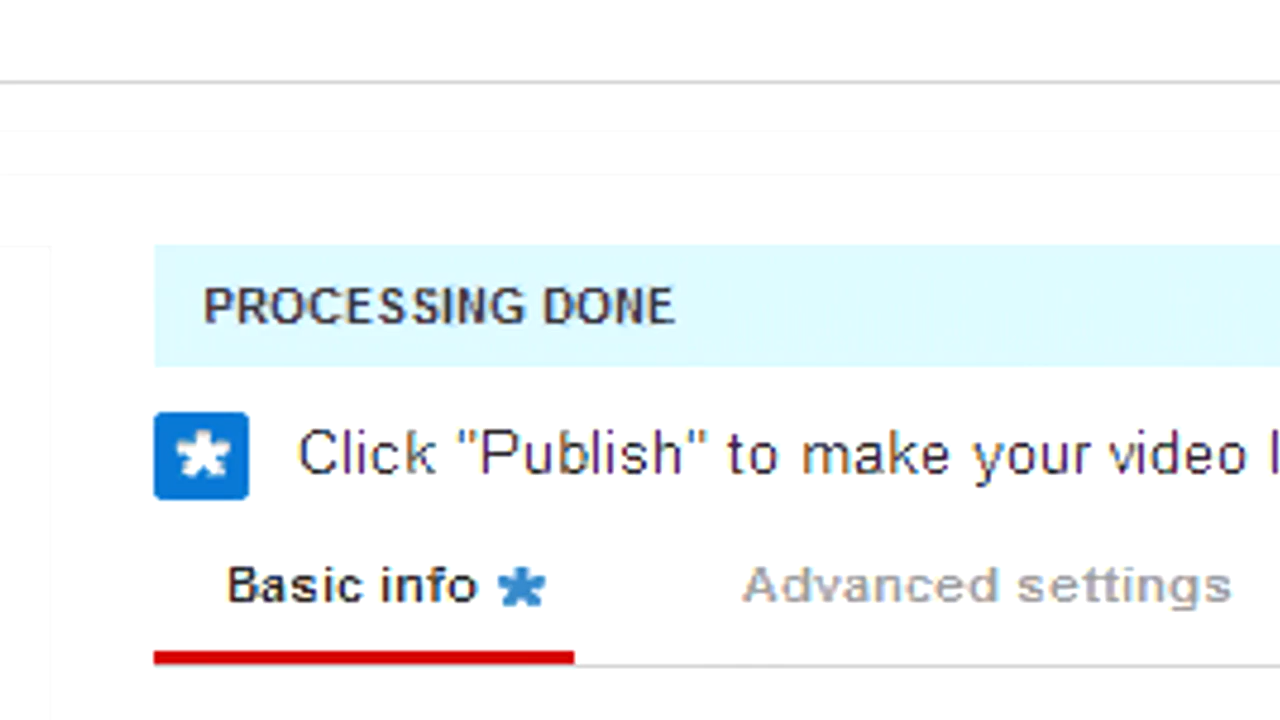 PROCESSING DONE
Click "Publish" to make your video
Basic info *
Advanced settings